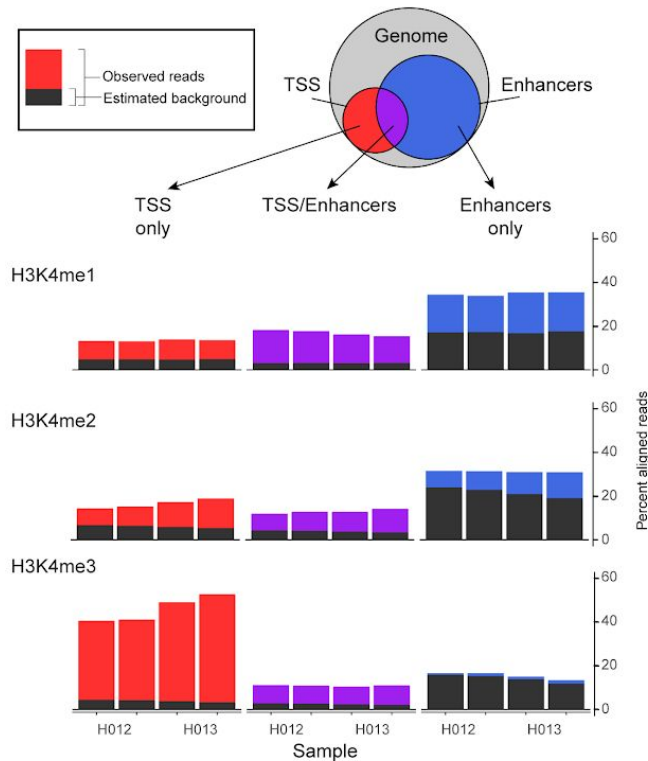 Genome
Observed reads
Estimated background
TSS
Enhancers
TSS only
TSS/Enhancers
Enhancers only
H3K4me1
60
40
20
0
H3K4me2
60
40
20
0
Percent aligned reads
H3K4me3
60
40
20
0
H012 H013 H012 H013 H012 H013
Sample